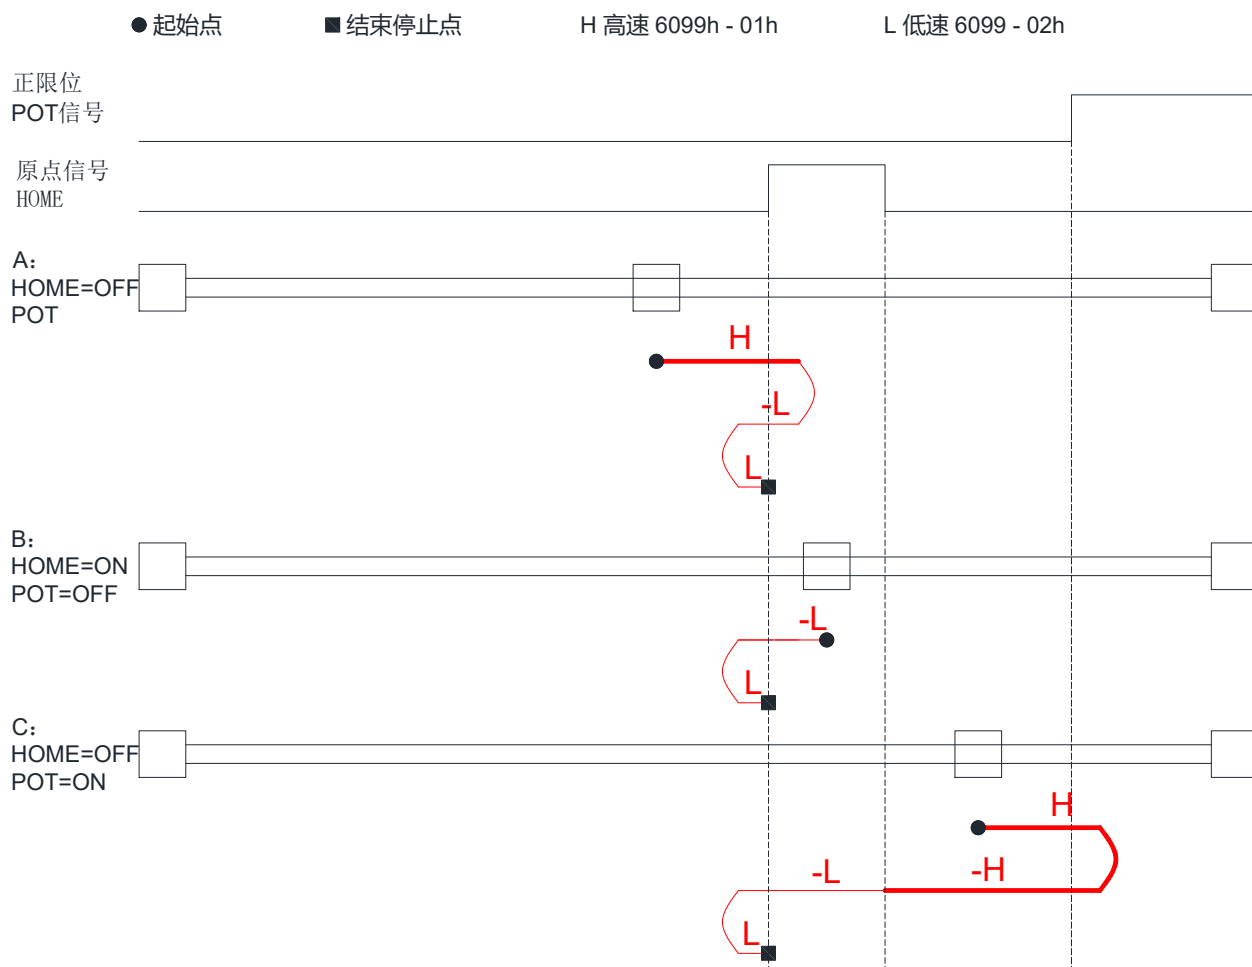 起始点 结束停止点 H 高速 6099h - 01h L 低速 6099 - 02h
正限位
POT信号
原点信号
HOME
A:
HOME=OFF
POT
H
-L
L
B:
HOME=ON
POT=OFF
-L
L
C:
HOME=OFF
POT=ON
H
-H
-L
L